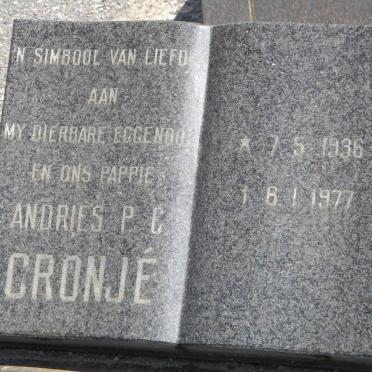 'N SIMBOOL VAN LIEFDE
AAN
MY DIERBARE EGGENOOT
EN ONS PAPPIE
ANDRIES P C
CRONJÉ
★ 7 5 1936
† 6 1 1977